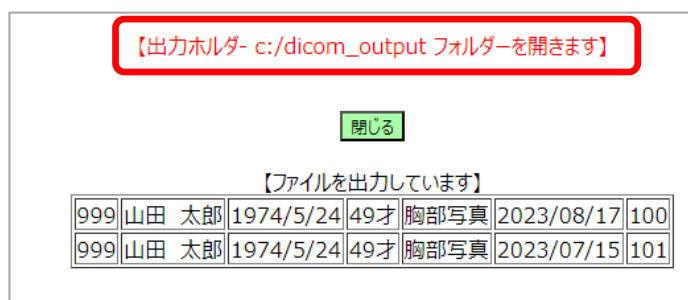 【出力ホルダ- c:/dicom_output フォルダーを開きます】
閉じる
【ファイルを出力しています】
999 山田 太郎 1974/5/24 49才 胸部写真 2023/08/17 100
999 山田 太郎 1974/5/24 49才 胸部写真 2023/07/15 101